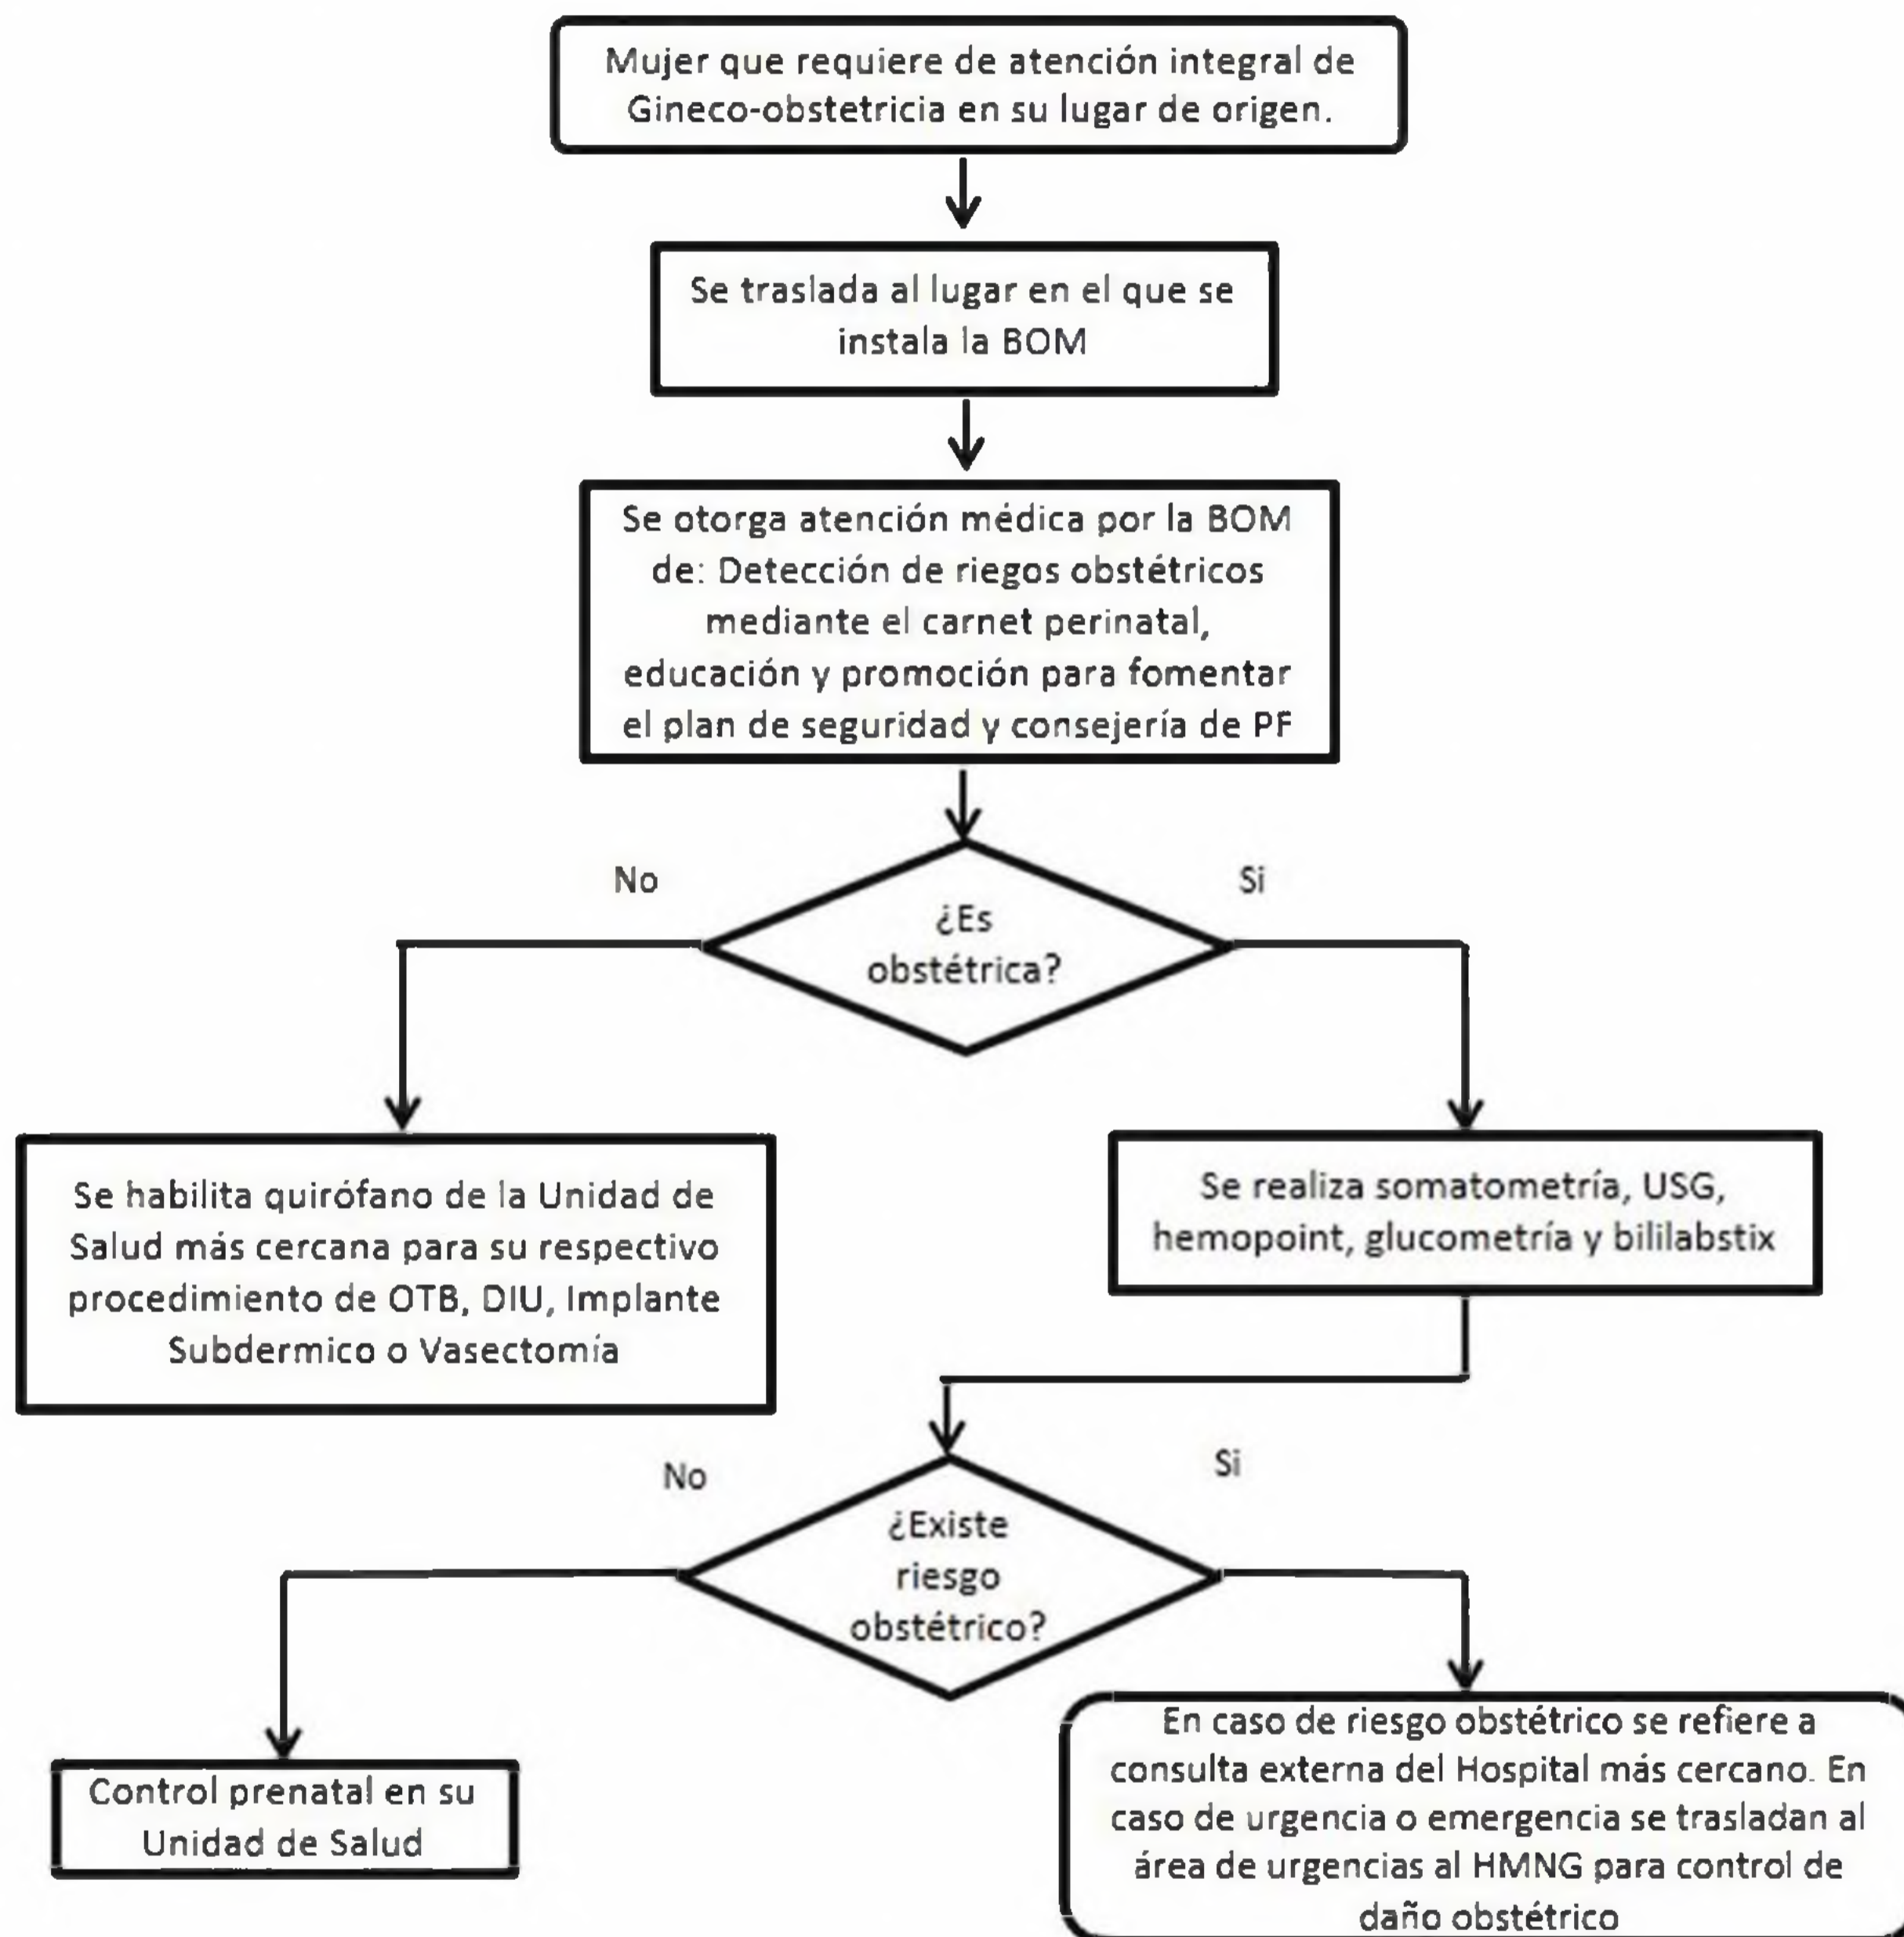 Mujer que requiere de atención integral de
Gineco-obstetricia en su lugar de origen.
Se traslada al lugar en el que se
instala la BOM
Se otorga atención médica por la BOM
de: Detección de riegos obstétricos
mediante el carnet perinatal,
educación y promoción para fomentar
el plan de seguridad y consejería de PF
No
Si
¿Es
obstétrica?
Se habilita quirófano de la Unidad de
Salud más cercana para su respectivo
procedimiento de OTB, DIU, Implante
Subdermico o Vasectomía
Se realiza somatometría, USG,
hemopoint, glucometría y bililabstix
No
Si
¿Existe
riesgo
obstétrico?
Control prenatal en su
Unidad de Salud
En caso de riesgo obstétrico se refiere a
consulta externa del Hospital más cercano. En
caso de urgencia o emergencia se trasladan al
área de urgencias al HMNG para control de
daño obstétrico